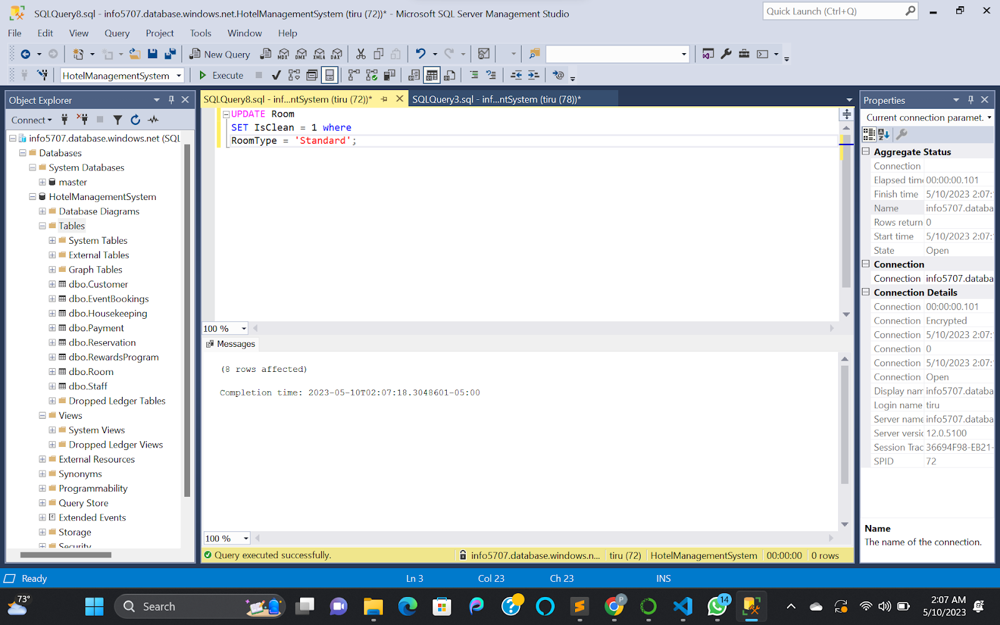 SQLQuery8.sql - info5707.database.windows.net.HotelManagementSystem (tiru (72))* - Microsoft SQL Server Management Studio
Quick Launch (Ctrl+Q)
File Edit View Query Project Tools Window Help
New Query MDX DMX XMLA DAX
HotelManagementSystem Execute
Object Explorer
Connect
info5707.database.windows.net (SQL
Databases
System Databases
master
HotelManagementSystem
Database Diagrams
Tables
System Tables
External Tables
Graph Tables
dbo.Customer
dbo.EventBookings
dbo.Housekeeping
dbo.Payment
dbo.Reservation
dbo.RewardsProgram
dbo.Room
dbo.Staff
Dropped Ledger Tables
Views
System Views
Dropped Ledger Views
External Resources
Synonyms
Programmability
Query Store
Extended Events
Storage
Security
SQLQuery8.sql - inf...ntSystem (tiru (72))* SQLQuery3.sql - inf...ntSystem (tiru (78))*
UPDATE Room
SET IsClean = 1 where
RoomType = 'Standard';
100 %
Messages
(8 rows affected)
Completion time: 2023-05-10T02:07:18.3048601-05:00
100 %
Query executed successfully. info5707.database.windows.n... tiru (72) HotelManagementSystem 00:00:00 0 rows
Properties
Current connection paramet.
Aggregate Status
Connection
Elapsed time 00:00:00.101
Finish time 5/10/2023 2:07:
Name info5707.databa
Rows return 0
Start time 5/10/2023 2:07:
State Open
Connection
Connection info5707.databa
Connection Details
Connection 00:00:00.101
Connection Encrypted
Connection 5/10/2023 2:07:
Connection 0
Connection 5/10/2023 2:07:
Connection Open
Display nam info5707.databa
Login name tiru
Server name info5707.databa
Server versic 12.0.5100
Session Trac 36694F98-EB21-
SPID 72
Name
The name of the connection.
Ready Ln 3 Col 23 Ch 23 INS
73°
Search
P
14
2:07 AM
5/10/2023